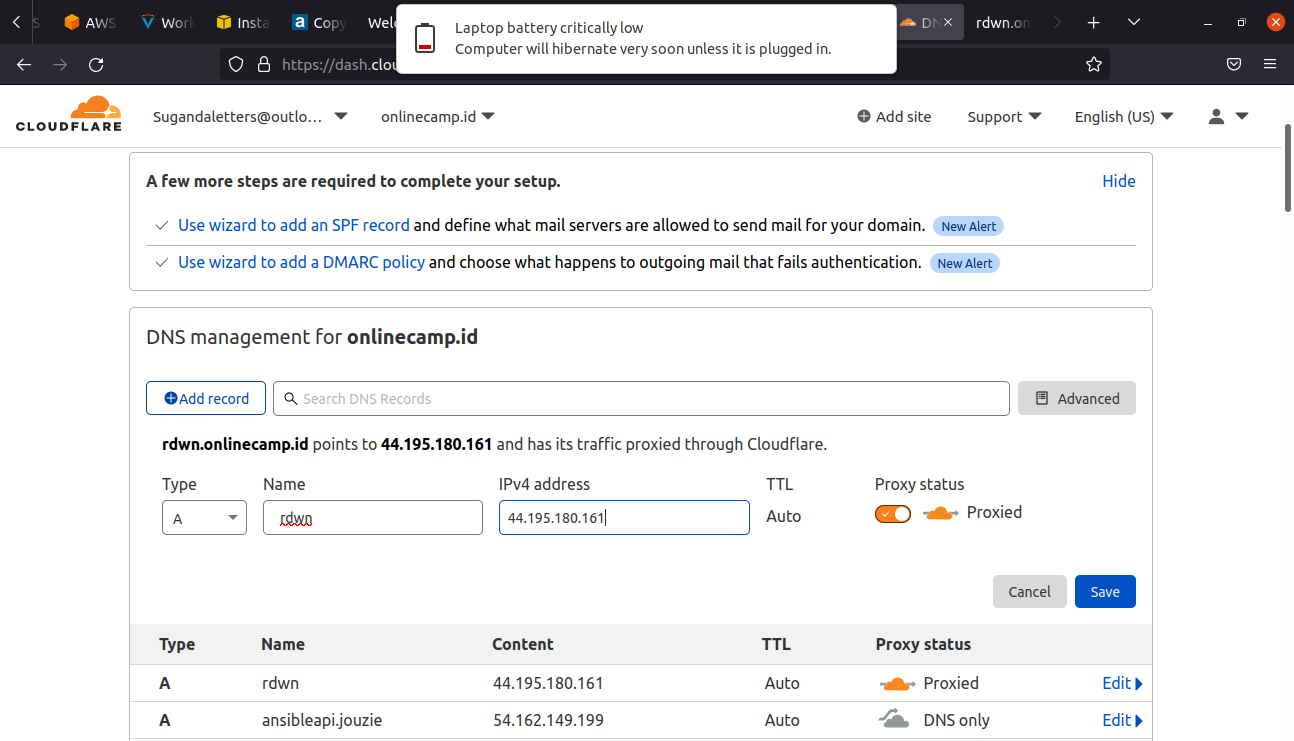 AWS
Work
Insta
Copy
Wel
DN
rdwn.on
Laptop battery critically low
Computer will hibernate very soon unless it is plugged in.
https://dash.clou
CLOUDFLARE
Sugandaletters@outlo...
onlinecamp.id
Add site
Support
English (US)
A few more steps are required to complete your setup.
Hide
Use wizard to add an SPF record and define what mail servers are allowed to send mail for your domain. New Alert
Use wizard to add a DMARC policy and choose what happens to outgoing mail that fails authentication. New Alert
DNS management for onlinecamp.id
Add record
Search DNS Records
Advanced
rdwn.onlinecamp.id points to 44.195.180.161 and has its traffic proxied through Cloudflare.
Type Name IPv4 address TTL Proxy status
A rdwn 44.195.180.161 Auto Proxied
Cancel Save
Type Name Content TTL Proxy status
A rdwn 44.195.180.161 Auto Proxied Edit
A ansibleapi.jouzie 54.162.149.199 Auto DNS only Edit